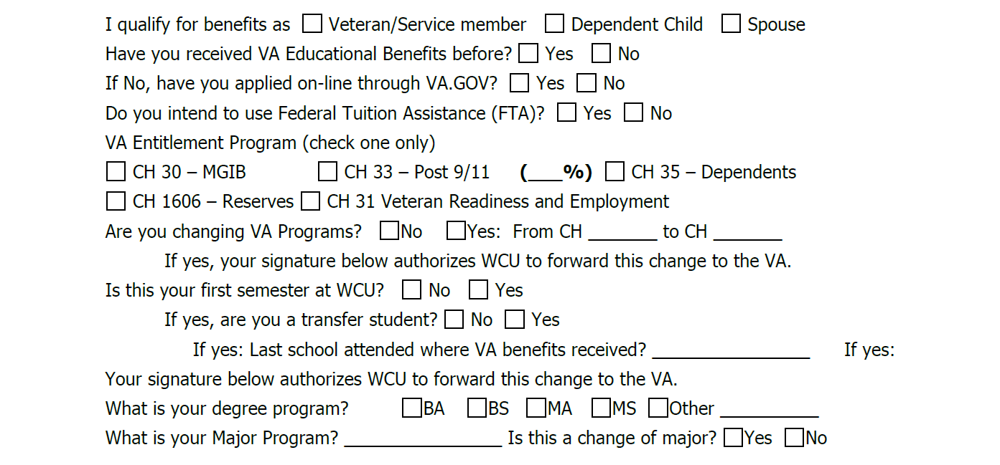 I qualify for benefits as ☐ Veteran/Service member ☐ Dependent Child ☐ Spouse
Have you received VA Educational Benefits before? ☐ Yes ☐ No
If No, have you applied on-line through VA.GOV? ☐ Yes ☐ No
Do you intend to use Federal Tuition Assistance (FTA)? ☐ Yes ☐ No
VA Entitlement Program (check one only)
☐ CH 30 – MGIB ☐ CH 33 – Post 9/11 (___%) ☐ CH 35 – Dependents
☐ CH 1606 – Reserves ☐ CH 31 Veteran Readiness and Employment
Are you changing VA Programs? ☐No ☐Yes: From CH _______ to CH _______
If yes, your signature below authorizes WCU to forward this change to the VA.
Is this your first semester at WCU? ☐ No ☐ Yes
If yes, are you a transfer student? ☐ No ☐ Yes
If yes: Last school attended where VA benefits received? ________________ If yes:
Your signature below authorizes WCU to forward this change to the VA.
What is your degree program? ☐BA ☐BS ☐MA ☐MS ☐Other __________
What is your Major Program? ________________ Is this a change of major? ☐Yes ☐No